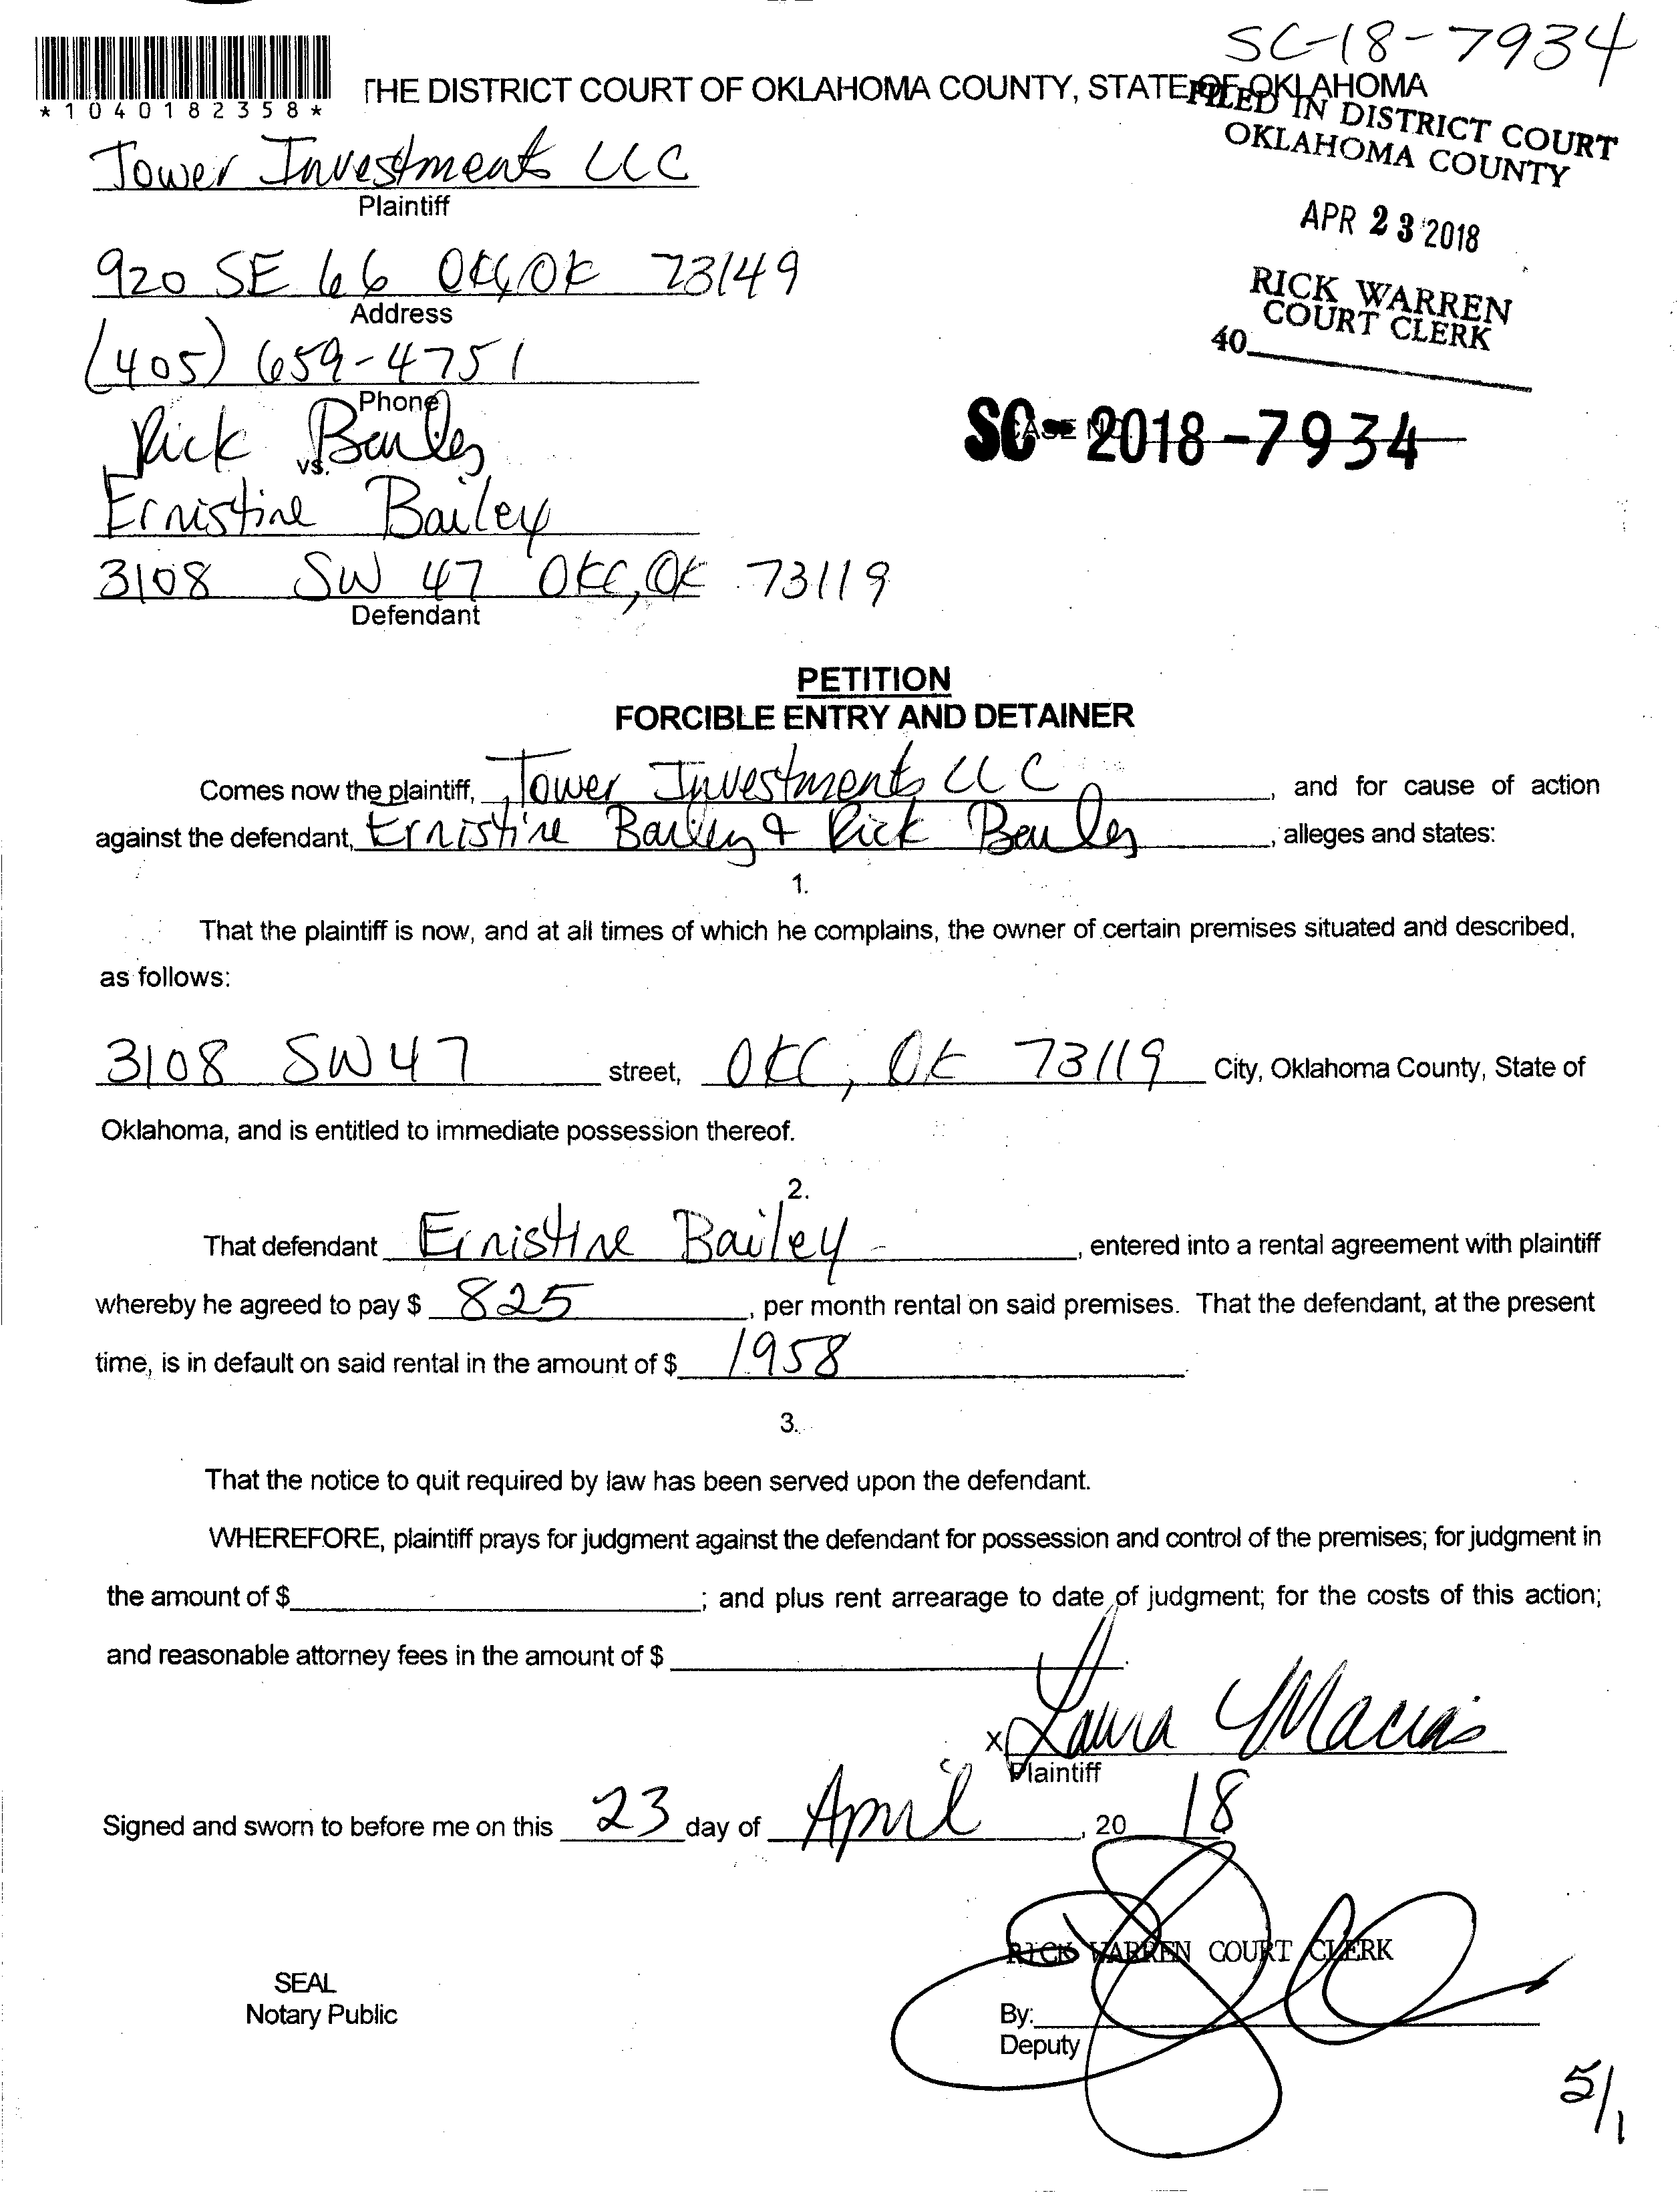 SC-18-7934
*1040182358*
THE DISTRICT COURT OF OKLAHOMA COUNTY, STATE OF OKLAHOMA
FILED IN DISTRICT COURT
OKLAHOMA COUNTY
Tower Investments LLC
Plaintiff
APR 23 2018
920 SE 66 OKC, OK 73149
Address
RICK WARREN
COURT CLERK
40
(405) 659-4751
Phone
Rick
vs.
SC-2018-7934
CASE NO.
Ernistine Bailey
3108 SW 47 OKC, OK 73119
Defendant
PETITION
FORCIBLE ENTRY AND DETAINER
Comes now the plaintiff, Tower Investments LLC, and for cause of action
against the defendant, Ernistine Bailey & Rick, alleges and states:
1.
That the plaintiff is now, and at all times of which he complains, the owner of certain premises situated and described,
as follows:
3108 SW 47 street, OKC, OK 73119 City, Oklahoma County, State of
Oklahoma, and is entitled to immediate possession thereof.
2.
That defendant Ernistine Bailey, entered into a rental agreement with plaintiff
whereby he agreed to pay $ 825, per month rental on said premises. That the defendant, at the present
time, is in default on said rental in the amount of $ 1958.
3.
That the notice to quit required by law has been served upon the defendant.
WHEREFORE, plaintiff prays for judgment against the defendant for possession and control of the premises; for judgment in
the amount of $ ; and plus rent arrearage to date of judgment; for the costs of this action;
and reasonable attorney fees in the amount of $ .
x Laura Macias
Plaintiff
Signed and sworn to before me on this 23 day of April, 20 18
RICK WARREN COURT CLERK
SEAL
Notary Public
By:
Deputy
5/1